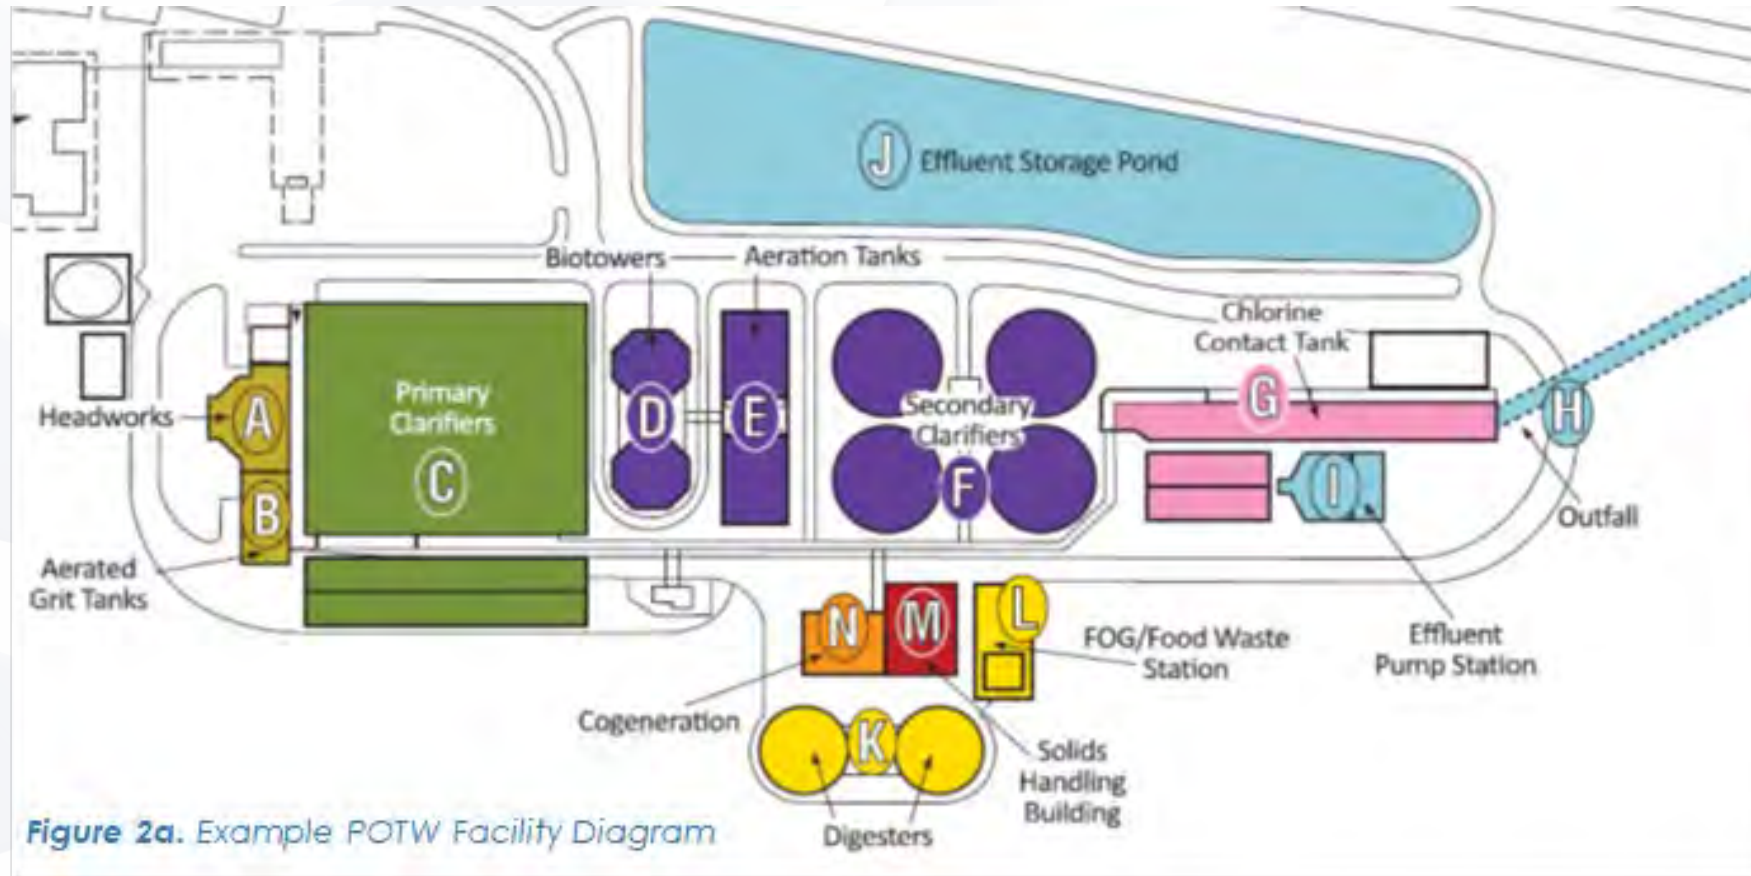 J Effluent Storage Pond
Biotowers
Aeration Tanks
Chlorine
Contact Tank
Primary
Clarifiers
Headworks
A
B
C
D
E
Secondary
Clarifiers
F
G
H
I
Outfall
Aerated
Grit Tanks
N
M
L
FOG/Food Waste
Station
Effluent
Pump Station
Cogeneration
K
Solids
Handling
Building
Digesters
Figure 2a. Example POTW Facility Diagram